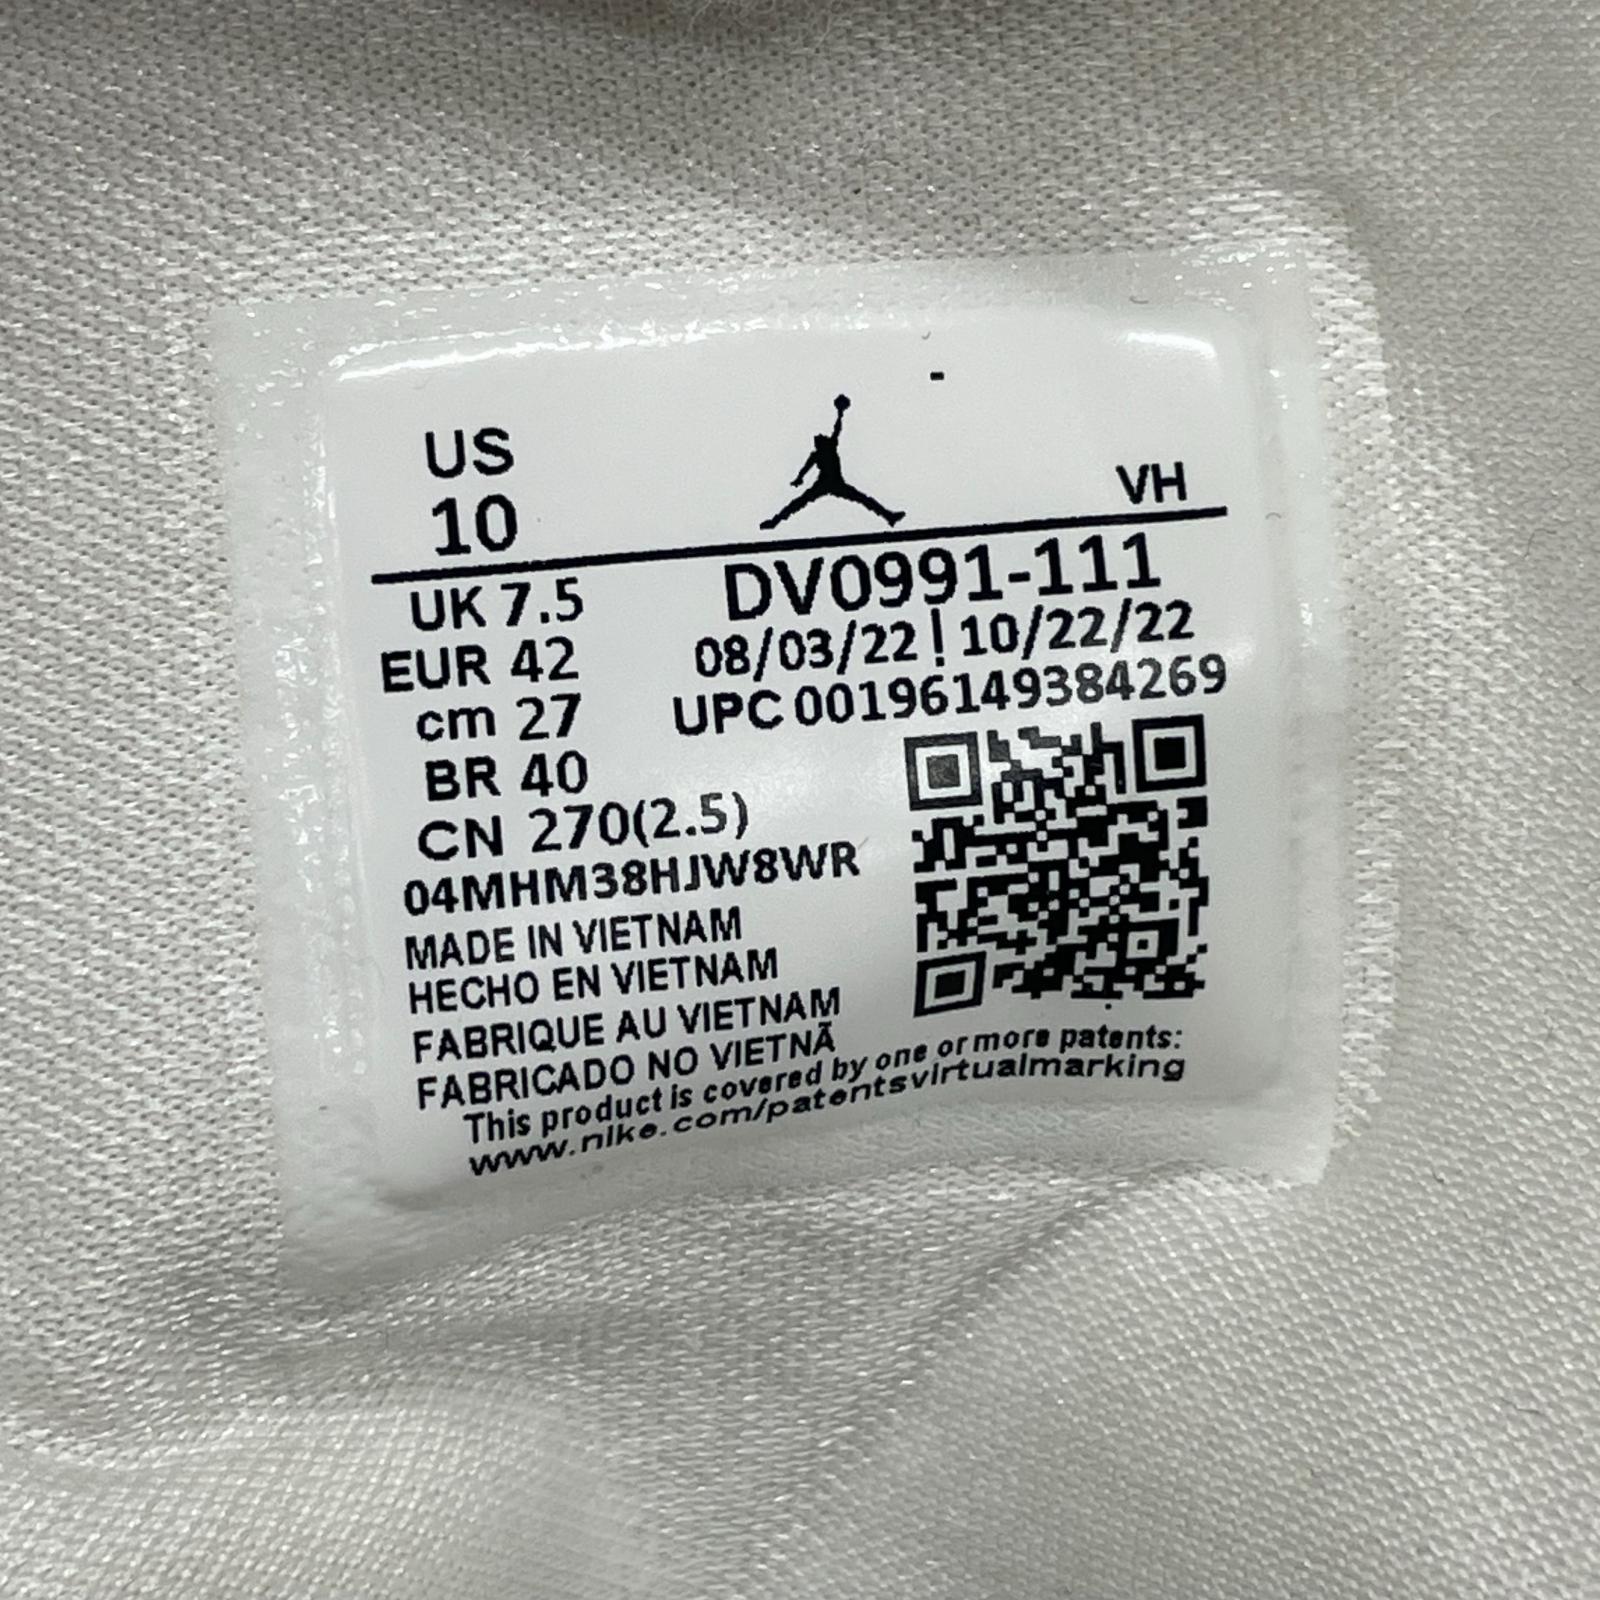 US
10
VH
UK 7.5
EUR 42
cm 27
BR 40
CN 270(2.5)
DV0991-111
08/03/22 | 10/22/22
UPC 00196149384269
04MHM38HJW8WR
MADE IN VIETNAM
HECHO EN VIETNAM
FABRIQUE AU VIETNAM
FABRICADO NO VIETNÃ
This product is covered by one or more patents:
www.nike.com/patentsvirtualmarking